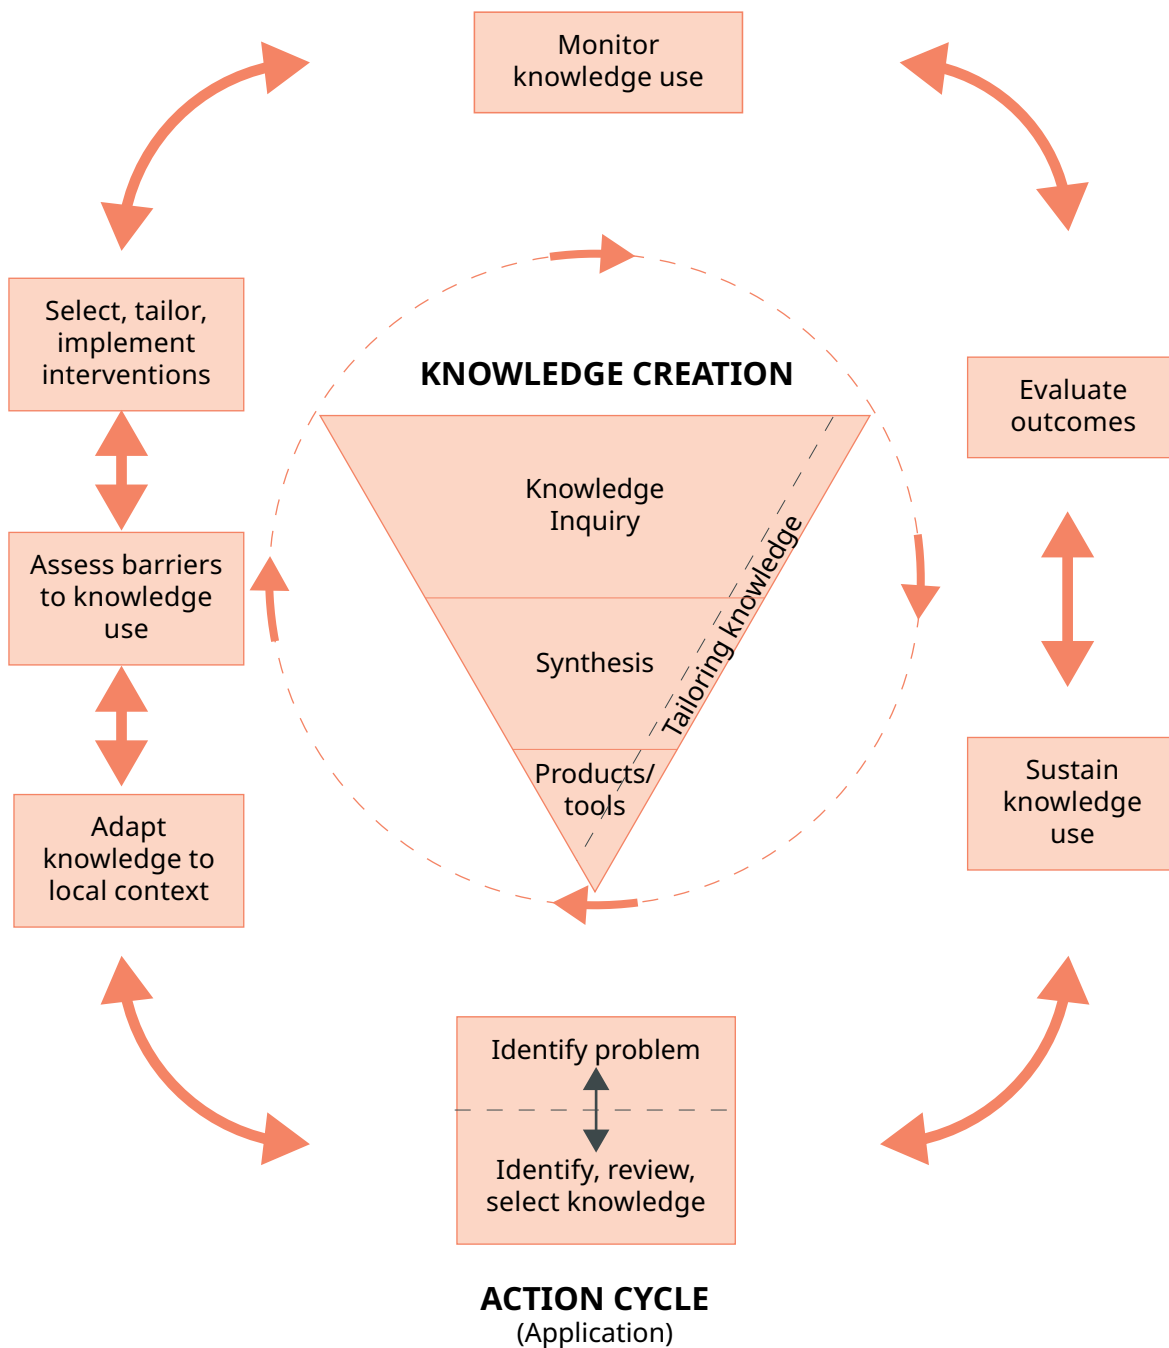 Monitor
knowledge use
Select, tailor,
implement
interventions
KNOWLEDGE CREATION
Evaluate
outcomes
Knowledge
Inquiry
Tailoring knowledge
Assess barriers
to knowledge
use
Synthesis
Products/
tools
Sustain
knowledge
use
Adapt
knowledge to
local context
Identify problem
Identify, review,
select knowledge
ACTION CYCLE
(Application)